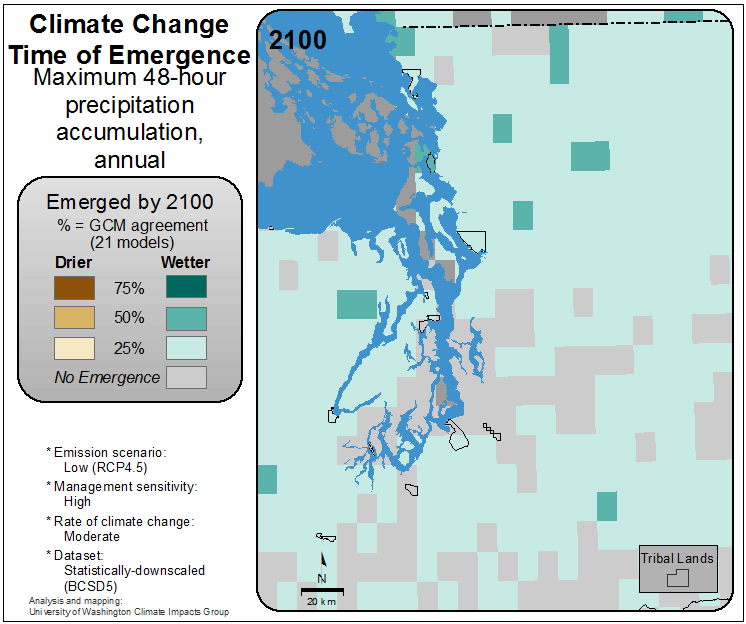 Climate Change
Time of Emergence
Maximum 48-hour
precipitation
accumulation,
annual
2100
Emerged by 2100
% = GCM agreement
(21 models)
Drier Wetter
75%
50%
25%
No Emergence
* Emission scenario:
Low (RCP4.5)
* Management sensitivity:
High
* Rate of climate change:
Moderate
* Dataset:
Statistically-downscaled
(BCSD5)
Analysis and mapping:
University of Washington Climate Impacts Group
N
20 km
Tribal Lands